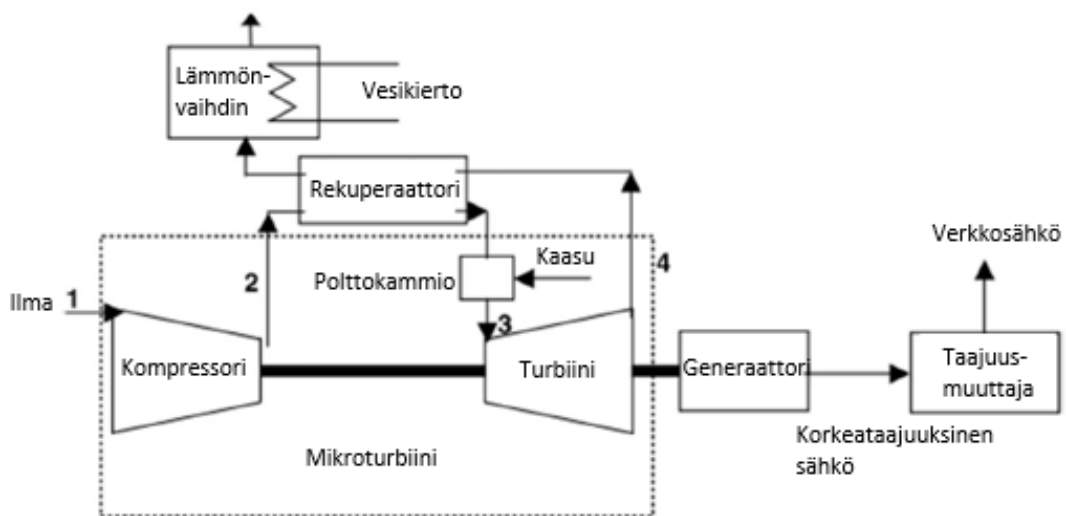 Lämmön-
vaihdin
Vesikierto
Rekuperaattori
Verkkosähkö
Kaasu
2
4
Polttokammio
Ilma
1
3
Kompressori
Turbiini
Generaattori
Taajuus-
muuttaja
Korkeataajuuksinen
sähkö
Mikroturbiini